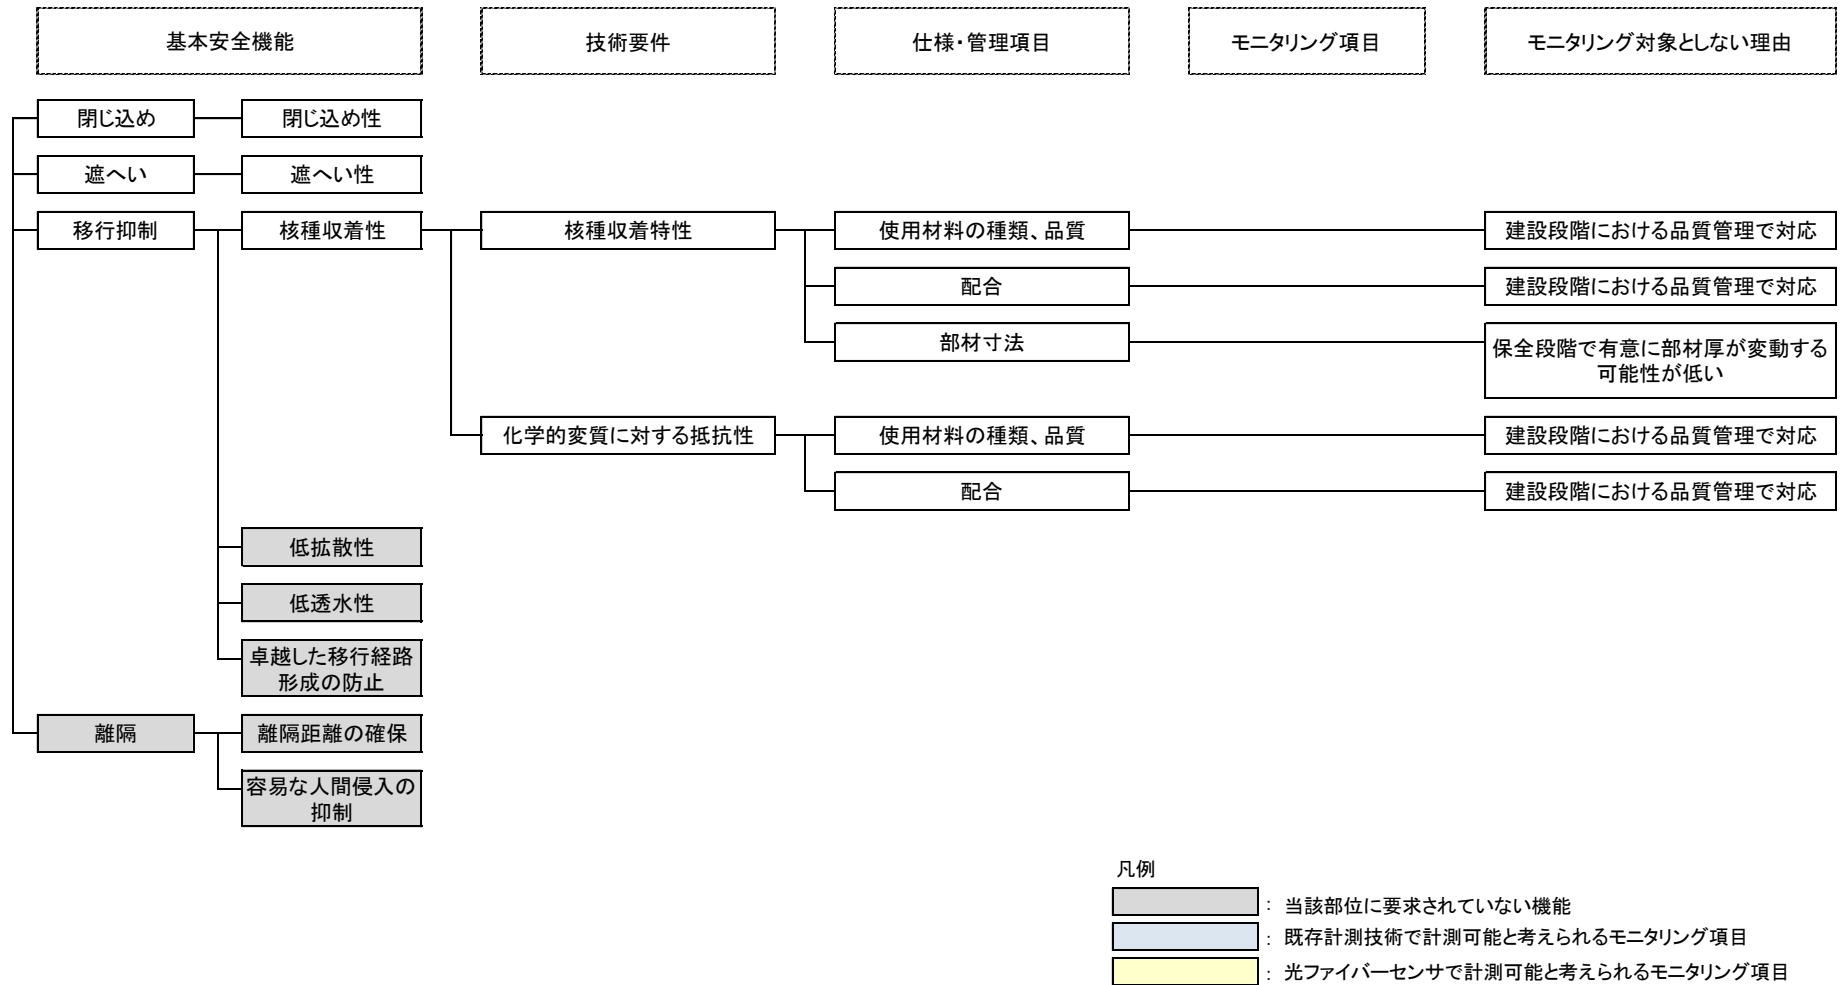 基本安全機能
技術要件
仕様・管理項目
モニタリング項目
モニタリング対象としない理由
閉じ込め
閉じ込め性
遮へい
遮へい性
移行抑制
核種収着性
核種収着特性
使用材料の種類、品質
建設段階における品質管理で対応
配合
建設段階における品質管理で対応
部材寸法
保全段階で有意に部材厚が変動する
可能性が低い
化学的変質に対する抵抗性
使用材料の種類、品質
建設段階における品質管理で対応
配合
建設段階における品質管理で対応
低拡散性
低透水性
卓越した移行経路
形成の防止
離隔
離隔距離の確保
容易な人間侵入の
抑制
凡例
： 当該部位に要求されていない機能
： 既存計測技術で計測可能と考えられるモニタリング項目
： 光ファイバーセンサで計測可能と考えられるモニタリング項目